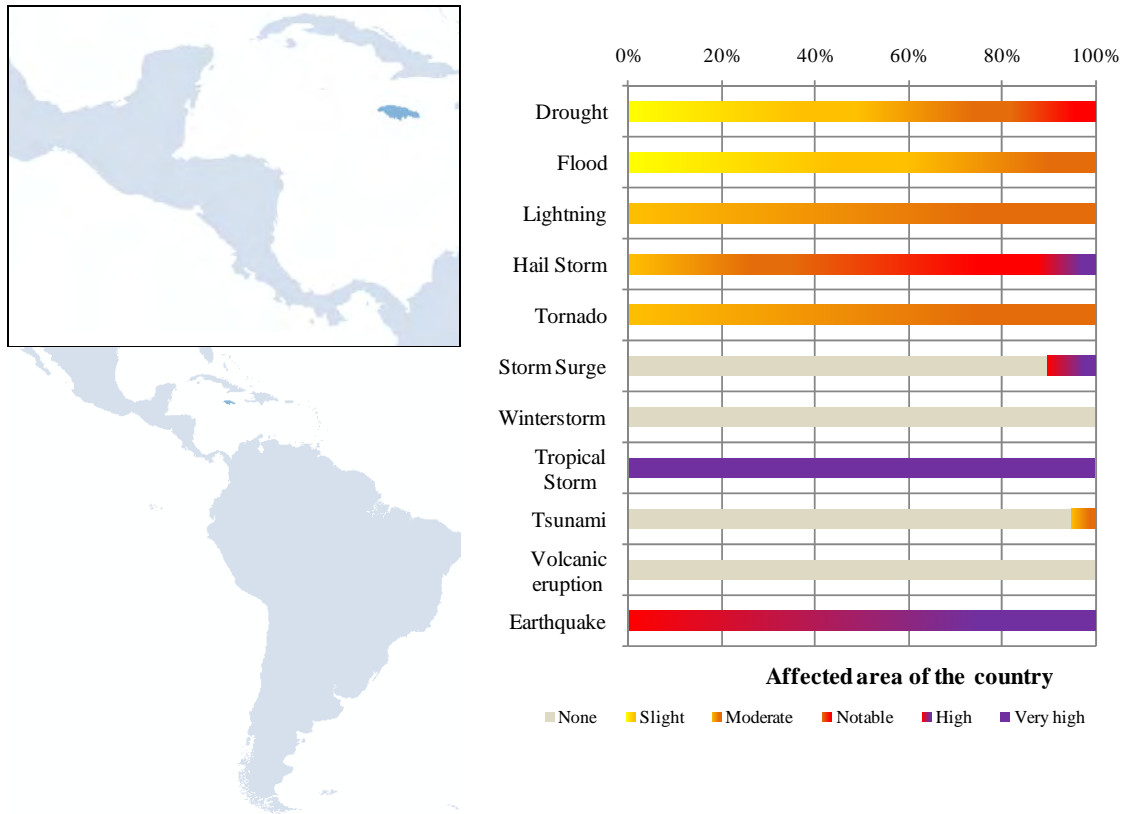 0% 20% 40% 60% 80% 100%
Drought
Flood
Lightning
Hail Storm
Tornado
Storm Surge
Winterstorm
Tropical
Storm
Tsunami
Volcanic
eruption
Earthquake
Affected area of the country
None Slight Moderate Notable High Very high